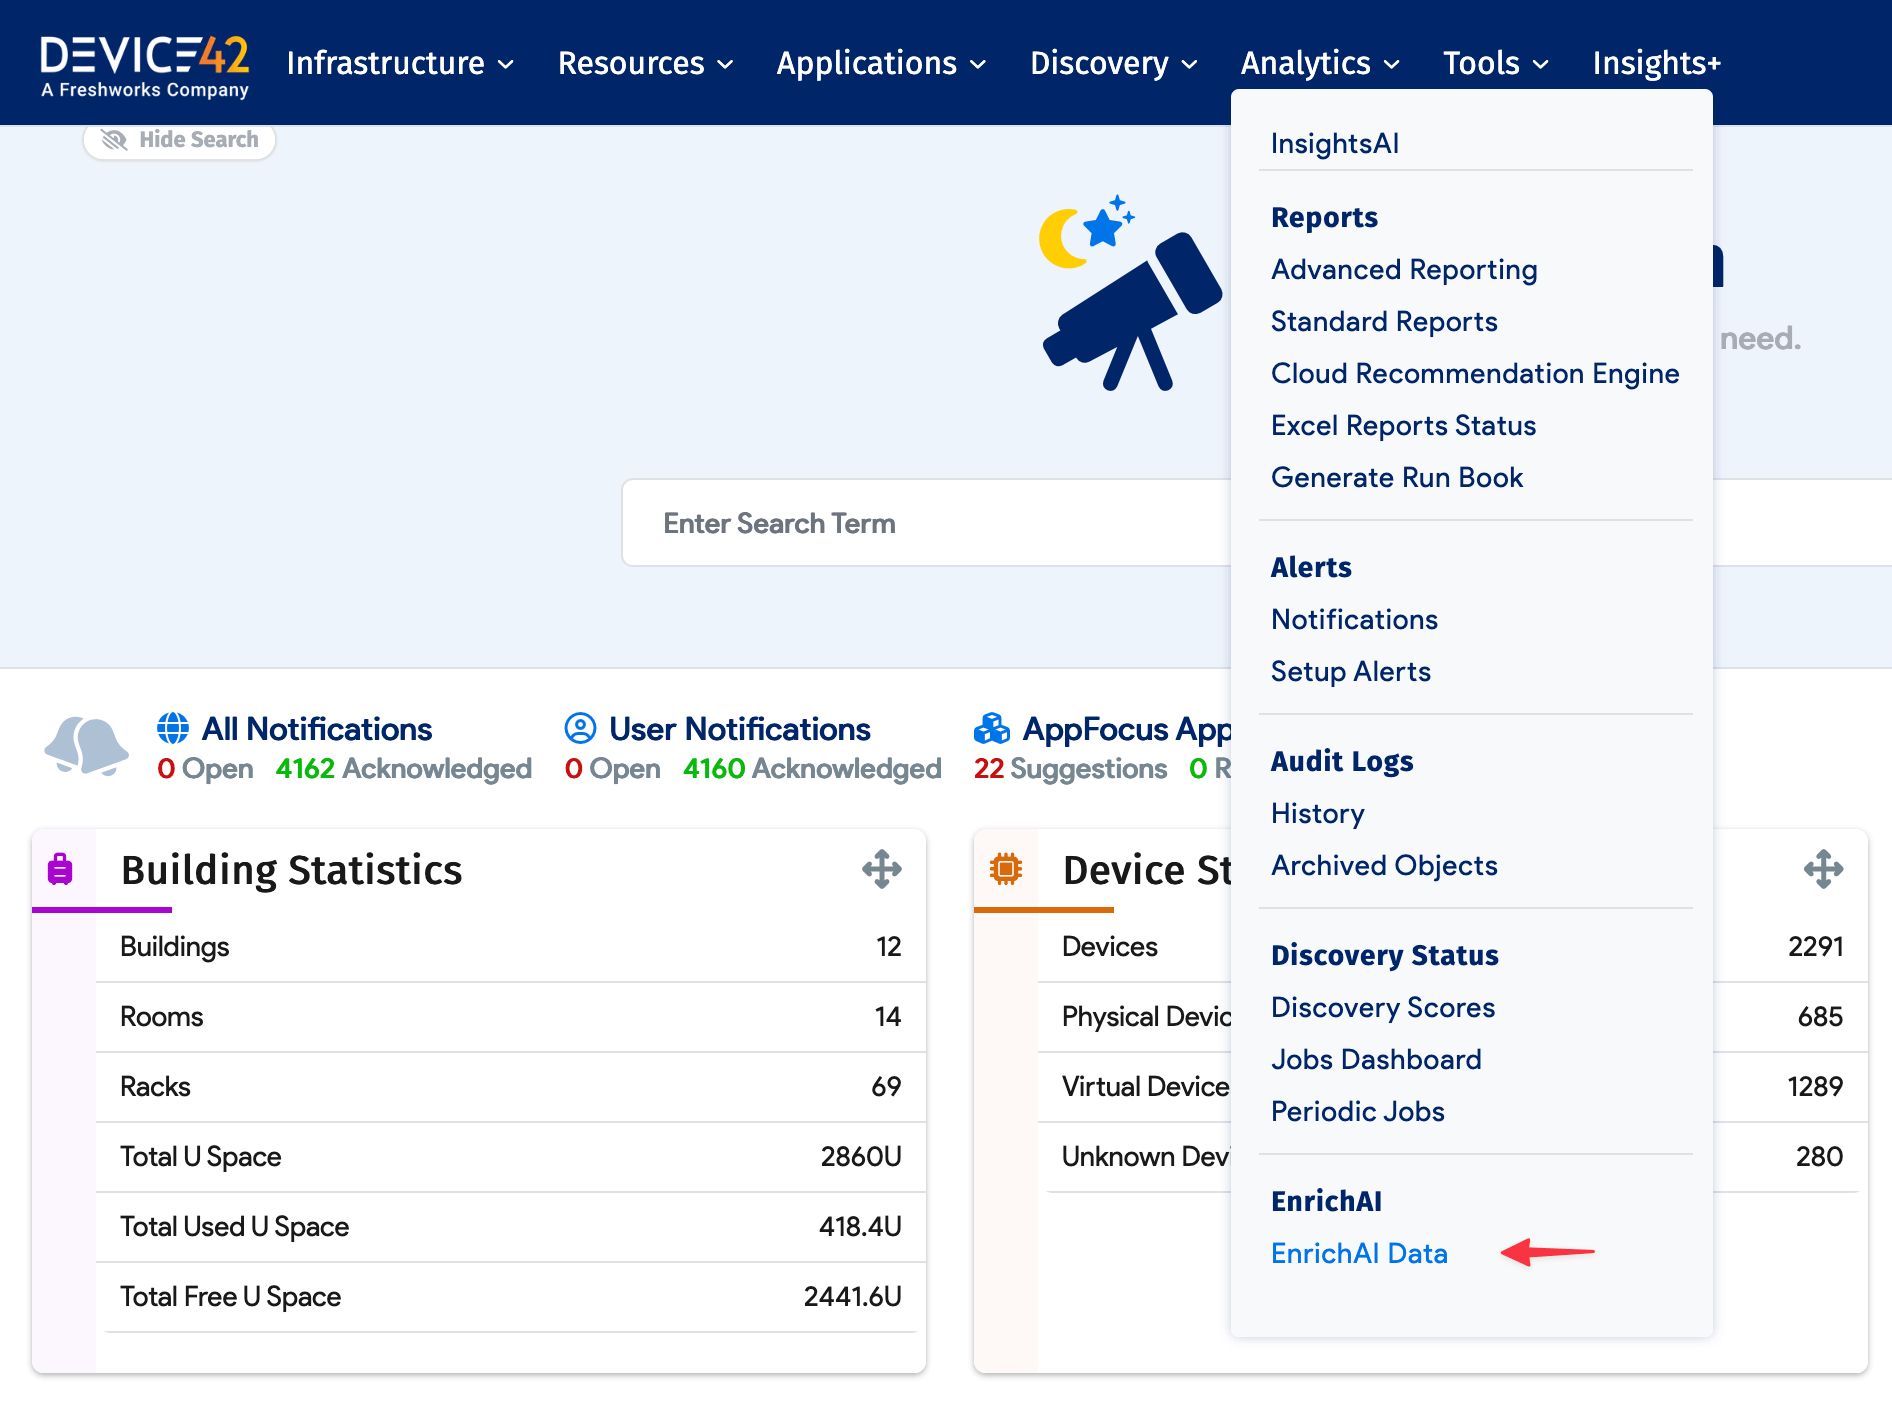 DEVICE42
A Freshworks Company
Infrastructure
Resources
Applications
Discovery
Analytics
Tools
Insights+
Hide Search
InsightsAI
Reports
Advanced Reporting
Standard Reports
Cloud Recommendation Engine
Excel Reports Status
Generate Run Book
Alerts
Notifications
Setup Alerts
Audit Logs
History
Archived Objects
Discovery Status
Discovery Scores
Jobs Dashboard
Periodic Jobs
EnrichAI
EnrichAI Data
need.
Enter Search Term
All Notifications
0 Open 4162 Acknowledged
User Notifications
0 Open 4160 Acknowledged
AppFocus App
22 Suggestions 0 R
Building Statistics
Buildings 12
Rooms 14
Racks 69
Total U Space 2860U
Total Used U Space 418.4U
Total Free U Space 2441.6U
Device St
Devices 2291
Physical Devic 685
Virtual Device 1289
Unknown Devi 280